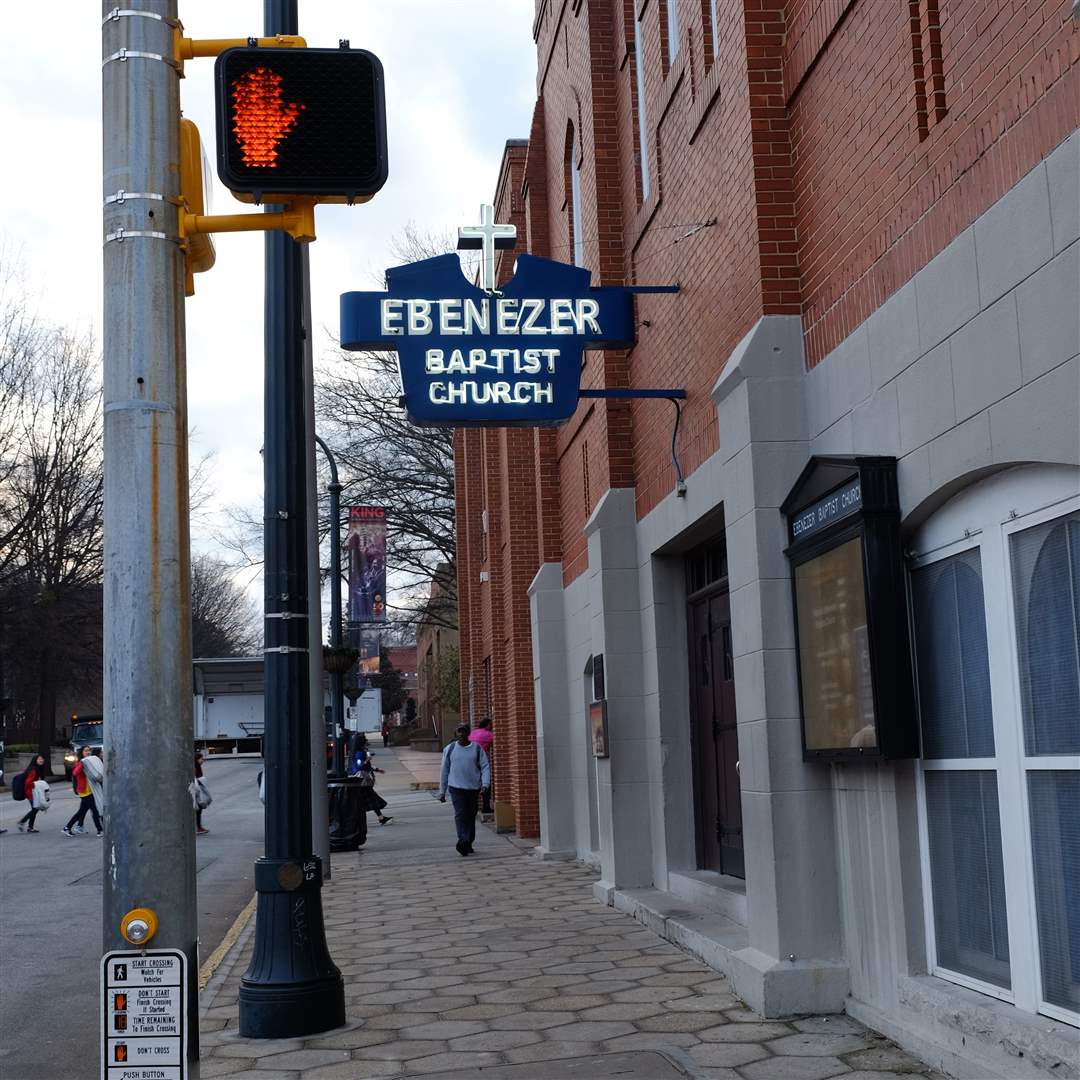 EBENEZER
BAPTIST
CHURCH
KING
EBENEZER BAPTIST CHURCH
START CROSSING
Watch For
Vehicles
DON'T START
Finish Crossing
If Started
TIME REMAINING
To Finish Crossing
DON'T CROSS
PUSH BUTTON